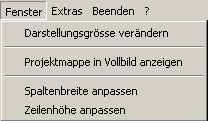 Fenster Extras Beenden ?
Darstellungsgrösse verändern
Projektmappe in Vollbild anzeigen
Spaltenbreite anpassen
Zeilenhöhe anpassen